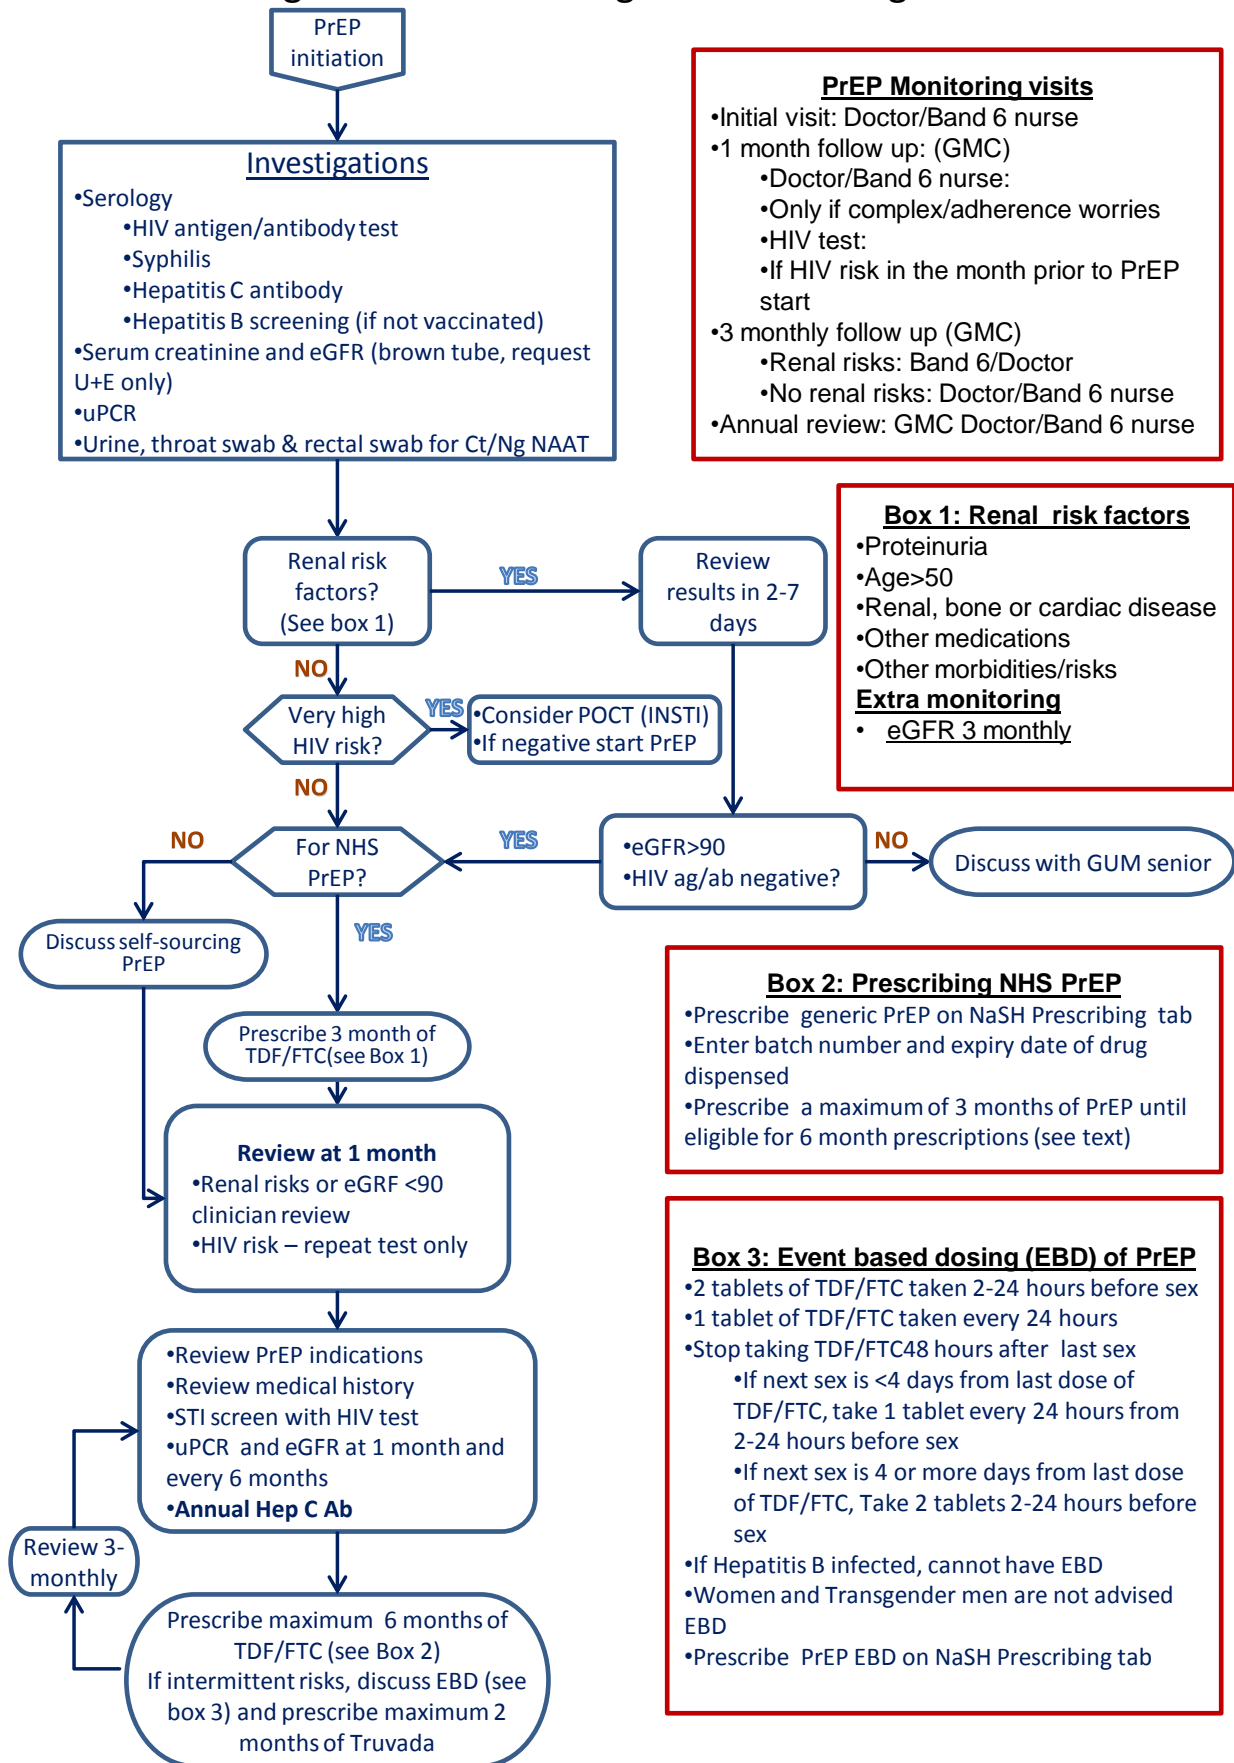 PrEP
initiation
Investigations
•Serology
•HIV antigen/antibody test
•Syphilis
•Hepatitis C antibody
•Hepatitis B screening (if not vaccinated)
•Serum creatinine and eGFR (brown tube, request
U+E only)
•uPCR
•Urine, throat swab & rectal swab for Ct/Ng NAAT
PrEP Monitoring visits
•Initial visit: Doctor/Band 6 nurse
•1 month follow up: (GMC)
•Doctor/Band 6 nurse:
•Only if complex/adherence worries
•HIV test:
•If HIV risk in the month prior to PrEP
start
•3 monthly follow up (GMC)
•Renal risks: Band 6/Doctor
•No renal risks: Doctor/Band 6 nurse
•Annual review: GMC Doctor/Band 6 nurse
Renal risk
factors?
(See box 1)
YES
Review
results in 2-7
days
Box 1: Renal risk factors
•Proteinuria
•Age>50
•Renal, bone or cardiac disease
•Other medications
•Other morbidities/risks
Extra monitoring
• eGFR 3 monthly
NO
Very high
HIV risk?
YES
•Consider POCT (INSTI)
•If negative start PrEP
NO
NO
For NHS
PrEP?
YES
•eGFR>90
•HIV ag/ab negative?
NO
Discuss with GUM senior
Discuss self-sourcing
PrEP
YES
Prescribe 3 month of
TDF/FTC(see Box 1)
Box 2: Prescribing NHS PrEP
•Prescribe generic PrEP on NaSH Prescribing tab
•Enter batch number and expiry date of drug
dispensed
•Prescribe a maximum of 3 months of PrEP until
eligible for 6 month prescriptions (see text)
Review at 1 month
•Renal risks or eGRF <90
clinician review
•HIV risk – repeat test only
Box 3: Event based dosing (EBD) of PrEP
•2 tablets of TDF/FTC taken 2-24 hours before sex
•1 tablet of TDF/FTC taken every 24 hours
•Stop taking TDF/FTC48 hours after last sex
•If next sex is <4 days from last dose of
TDF/FTC, take 1 tablet every 24 hours from
2-24 hours before sex
•If next sex is 4 or more days from last dose
of TDF/FTC, Take 2 tablets 2-24 hours before
sex
•If Hepatitis B infected, cannot have EBD
•Women and Transgender men are not advised
EBD
•Prescribe PrEP EBD on NaSH Prescribing tab
•Review PrEP indications
•Review medical history
•STI screen with HIV test
•uPCR and eGFR at 1 month and
every 6 months
•Annual Hep C Ab
Review 3-
monthly
Prescribe maximum 6 months of
TDF/FTC (see Box 2)
If intermittent risks, discuss EBD (see
box 3) and prescribe maximum 2
months of Truvada